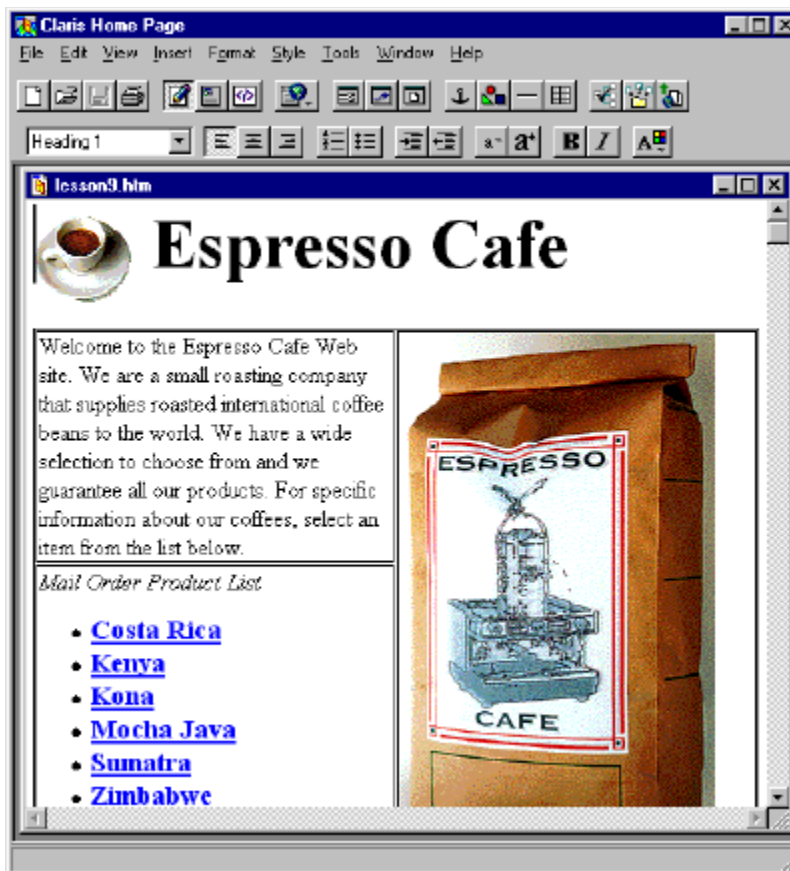 Claris Home Page
File Edit View Insert Format Style Tools Window Help
Heading 1
a- a+ B I A
lesson9.htm
Espresso Cafe
Welcome to the Espresso Cafe Web
site. We are a small roasting company
that supplies roasted international coffee
beans to the world. We have a wide
selection to choose from and we
guarantee all our products. For specific
information about our coffees, select an
item from the list below.
Mail Order Product List
• Costa Rica
• Kenya
• Kona
• Mocha Java
• Sumatra
• Zimbabwe
ESPRESSO
CAFE